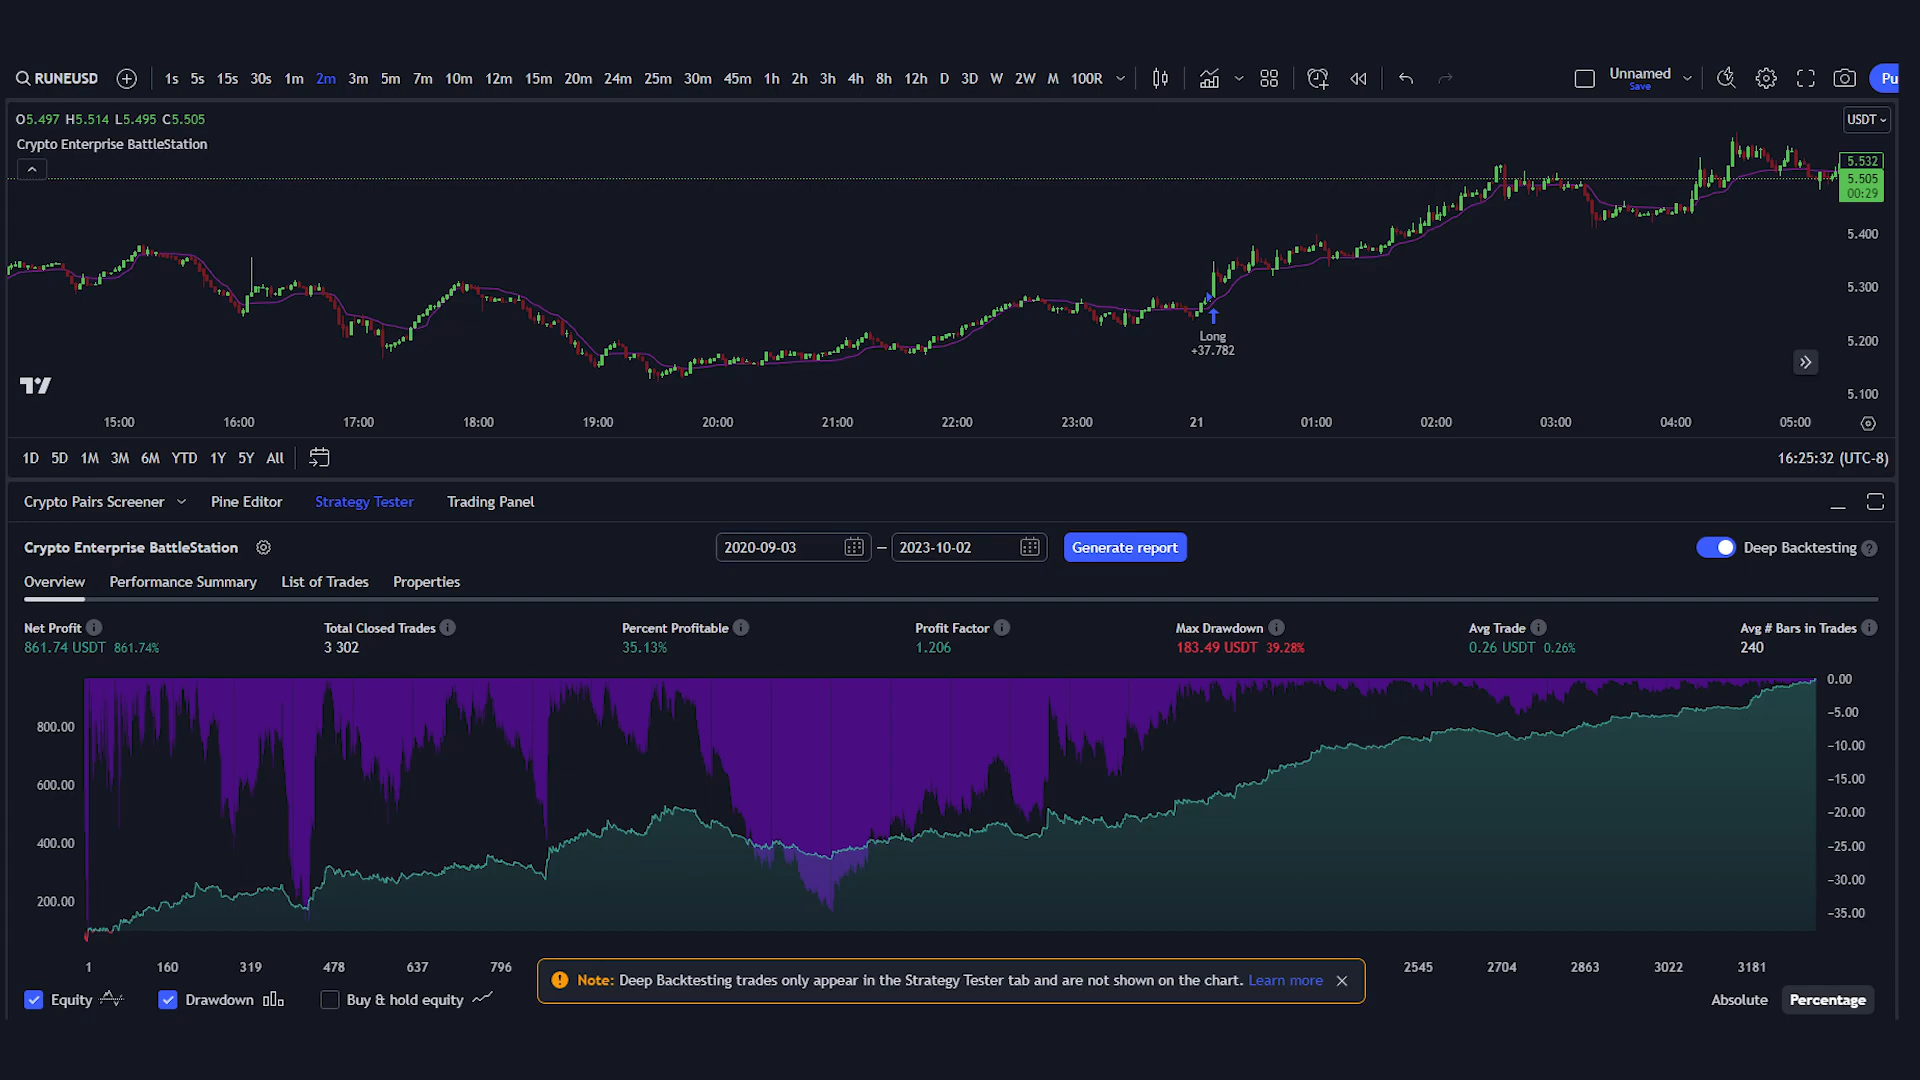 RUNEUSD 1s 5s 15s 30s 1m 2m 3m 5m 7m 10m 12m 15m 20m 24m 25m 30m 45m 1h 2h 3h 4h 8h 12h D 3D W 2W M 100R Unnamed Pu
Save
O5.497 H5.514 L5.495 C5.505
USDT
Crypto Enterprise BattleStation
5.532
5.505
00:29
5.400
5.300
Long
5.200
+37.782
5.100
15:00 16:00 17:00 18:00 19:00 20:00 21:00 22:00 23:00 21 01:00 02:00 03:00 04:00 05:00
1D 5D 1M 3M 6M YTD 1Y 5Y All 16:25:32 (UTC-8)
Crypto Pairs Screener Pine Editor Strategy Tester Trading Panel
Crypto Enterprise BattleStation 2020-09-03 — 2023-10-02 Generate report Deep Backtesting ?
Overview Performance Summary List of Trades Properties
Net Profit Total Closed Trades Percent Profitable Profit Factor Max Drawdown Avg Trade Avg # Bars in Trades
861.74 USDT 861.74% 3 302 35.13% 1.206 183.49 USDT 39.28% 0.26 USDT 0.26% 240
0.00
−5.00
800.00
−10.00
−15.00
600.00
−20.00
400.00
−25.00
−30.00
200.00
−35.00
1 160 319 478 637 796 2545 2704 2863 3022 3181
Note: Deep Backtesting trades only appear in the Strategy Tester tab and are not shown on the chart. Learn more
Equity Drawdown Buy & hold equity Absolute Percentage